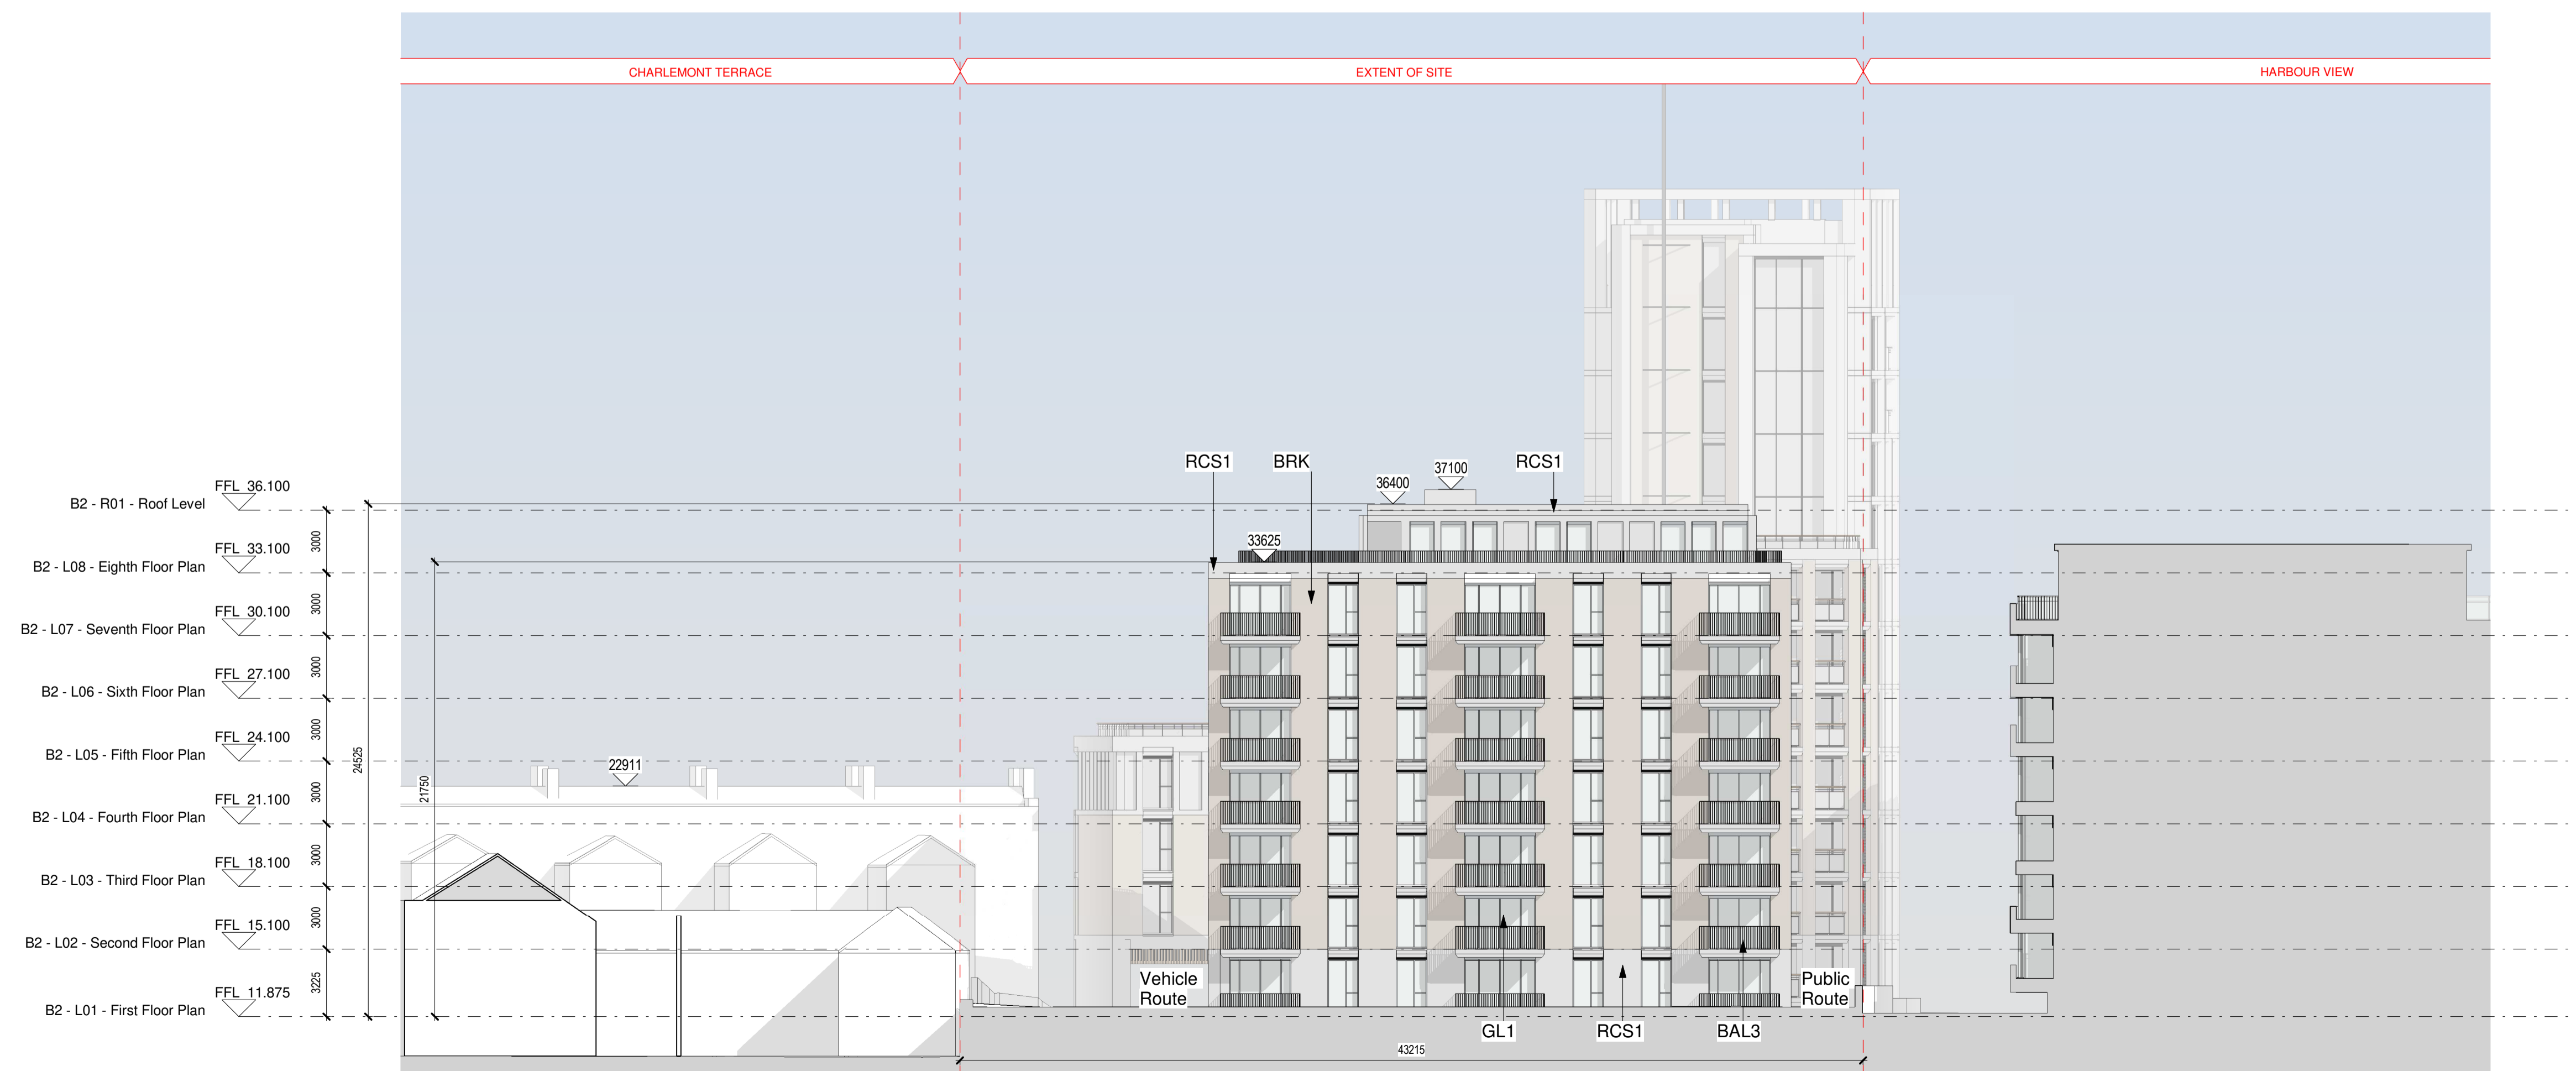 CHARLEMONT TERRACE
EXTENT OF SITE
HARBOUR VIEW
RCS1
BRK
36400
37100
RCS1
33625
B2 - R01 - Roof Level
FFL 36.100
3000
B2 - L08 - Eighth Floor Plan
FFL 33.100
3000
B2 - L07 - Seventh Floor Plan
FFL 30.100
3000
B2 - L06 - Sixth Floor Plan
FFL 27.100
3000
B2 - L05 - Fifth Floor Plan
FFL 24.100
3000
B2 - L04 - Fourth Floor Plan
FFL 21.100
3000
B2 - L03 - Third Floor Plan
FFL 18.100
3000
B2 - L02 - Second Floor Plan
FFL 15.100
3225
B2 - L01 - First Floor Plan
FFL 11.875
24525
21750
22911
Vehicle
Route
Public
Route
GL1
RCS1
BAL3
43215